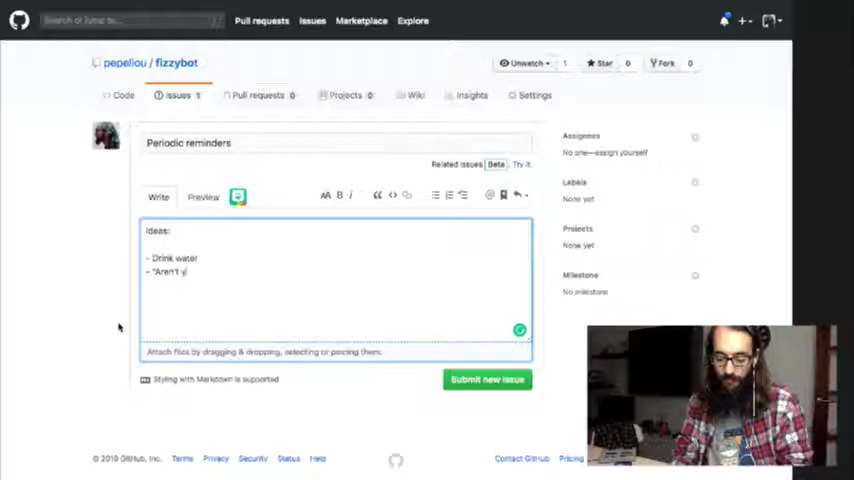 Search or jump to...
/
Pull requests
Issues
Marketplace
Explore
pepellou / fizzybot
Unwatch
1
Star
0
Fork
0
Code
Issues 1
Pull requests 0
Projects 0
Wiki
Insights
Settings
Periodic reminders
Related Issues Beta . Try it.
Write
Preview
Ideas:
- Drink water
- "Aren't y
Attach files by dragging & dropping, selecting or pasting them.
Styling with Markdown is supported
Submit new issue
Assignees
No one—assign yourself
Labels
None yet
Projects
None yet
Milestone
No milestone
© 2019 GitHub, Inc.
Terms
Privacy
Security
Status
Help
Contact GitHub
Pricing